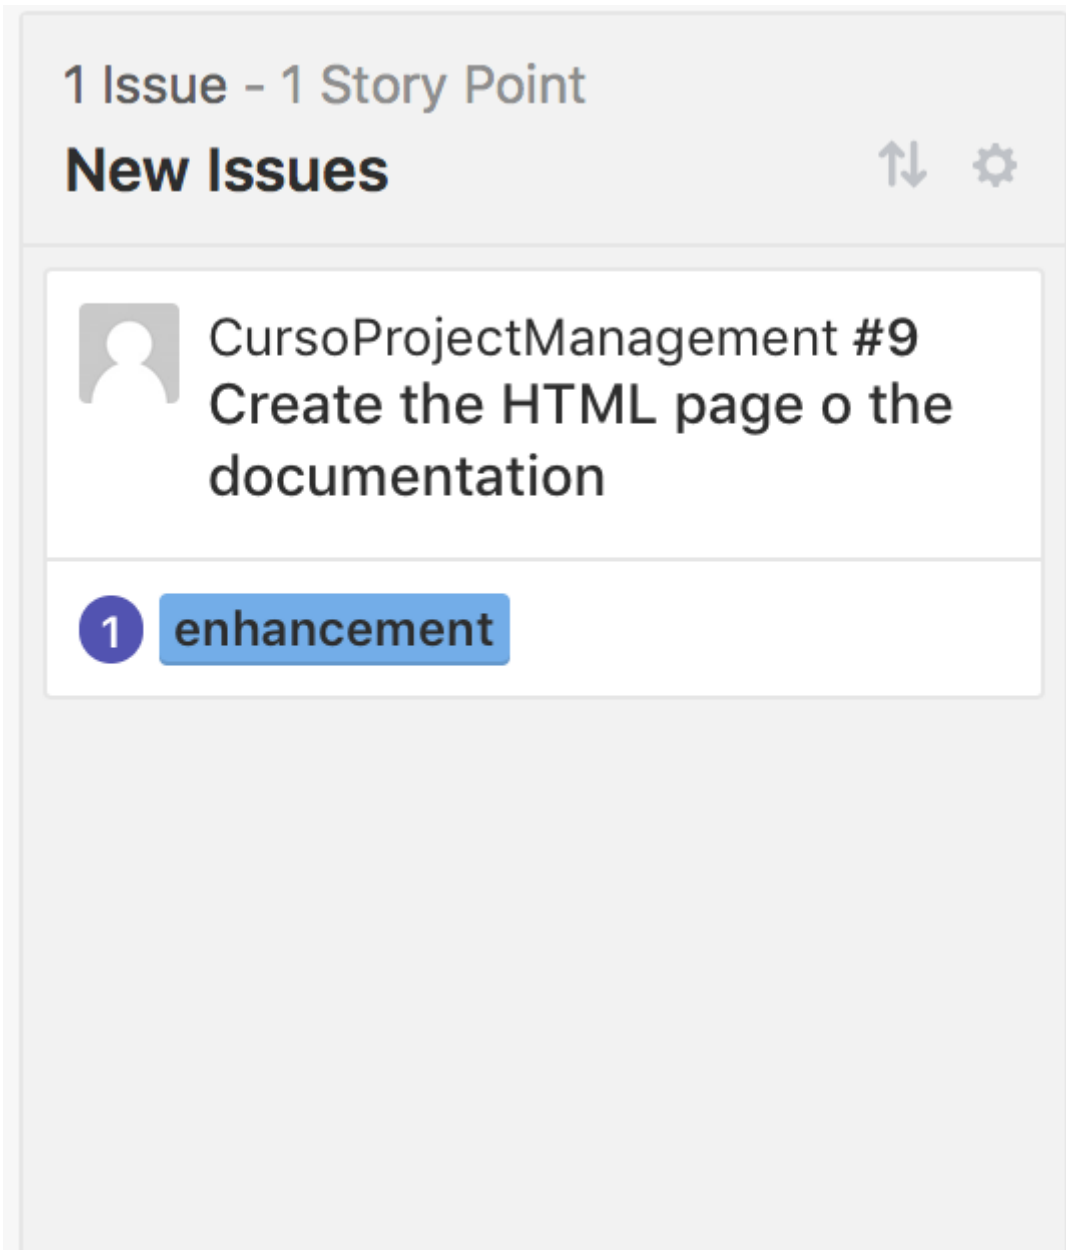 1 Issue - 1 Story Point
New Issues
CursoProjectManagement #9
Create the HTML page o the
documentation
1 enhancement